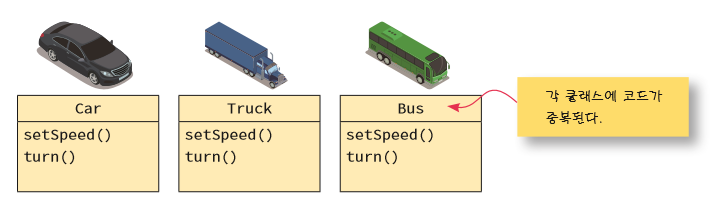 Car
setSpeed()
turn()
Truck
setSpeed()
turn()
Bus
setSpeed()
turn()
각 클래스에 코드가
중복된다.